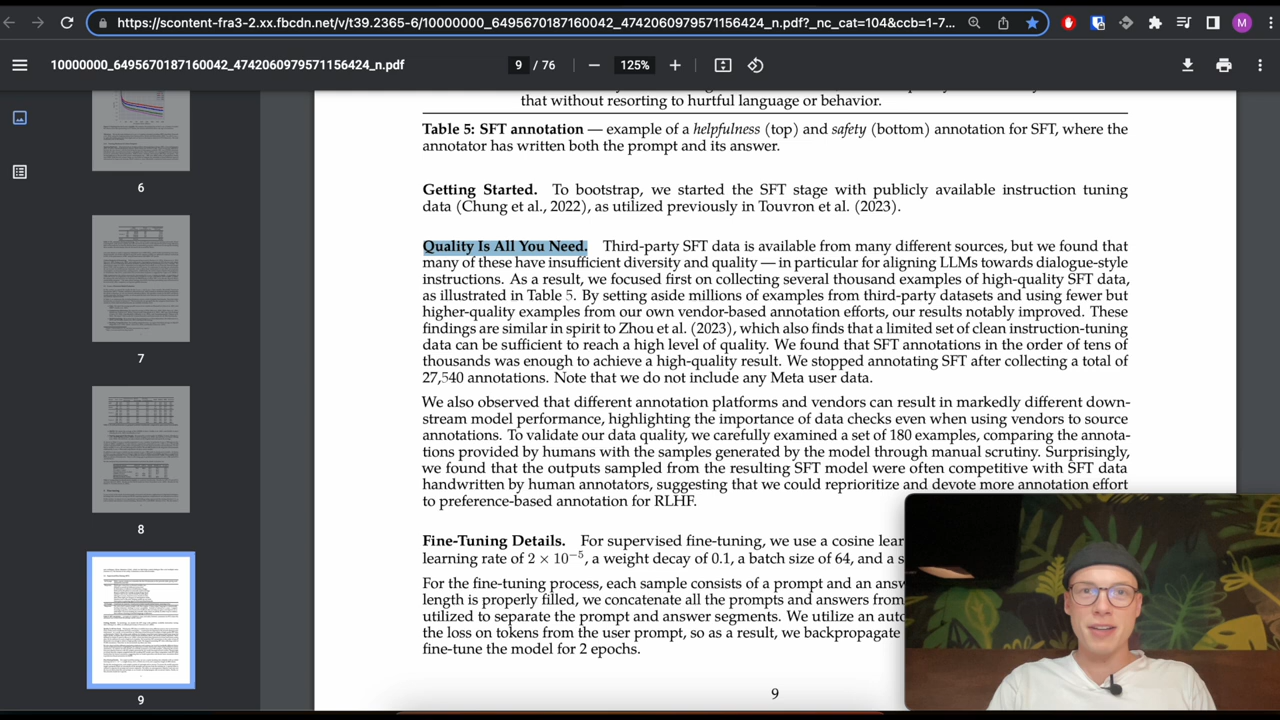 https://scontent-fra3-2.xx.fbcdn.net/v/t39.2365-6/10000000_6495670187160042_4742060979571156424_n.pdf?_nc_cat=104&ccb=1-7...
M
10000000_6495670187160042_4742060979571156424_n.pdf
9 / 76
125%
that without resorting to hurtful language or behavior.
Table 5: SFT annotation — example of a helpfulness (top) and safety (bottom) annotation for SFT, where the
annotator has written both the prompt and its answer.
6
Getting Started. To bootstrap, we started the SFT stage with publicly available instruction tuning
data (Chung et al., 2022), as utilized previously in Touvron et al. (2023).
Quality Is All You Need. Third-party SFT data is available from many different sources, but we found that
many of these have insufficient diversity and quality — in particular for aligning LLMs towards dialogue-style
instructions. As a result, we focused first on collecting several thousand examples of high-quality SFT data,
as illustrated in Table 5. By setting aside millions of examples from third-party datasets and using fewer but
higher-quality examples from our own vendor-based annotation efforts, our results notably improved. These
findings are similar in spirit to Zhou et al. (2023), which also finds that a limited set of clean instruction-tuning
data can be sufficient to reach a high level of quality. We found that SFT annotations in the order of tens of
thousands was enough to achieve a high-quality result. We stopped annotating SFT after collecting a total of
27,540 annotations. Note that we do not include any Meta user data.
7
We also observed that different annotation platforms and vendors can result in markedly different down-
stream model performance, highlighting the importance of data checks even when using vendors to source
annotations. To validate our data quality, we carefully examined a set of 180 examples, comparing the annota-
tions provided by humans with the samples generated by the model through manual scrutiny. Surprisingly,
we found that the outputs sampled from the resulting SFT model were often competitive with SFT data
handwritten by human annotators, suggesting that we could reprioritize and devote more annotation effort
to preference-based annotation for RLHF.
8
Fine-Tuning Details. For supervised fine-tuning, we use a cosine lear
learning rate of 2 × 10−5, a weight decay of 0.1, a batch size of 64, and a s
For the fine-tuning process, each sample consists of a prompt and an answ
length is properly filled, we concatenate all the prompts and answers from
utilized to separate the prompt and answer segments. We utilize an auto
the loss on tokens from the user prompt, so as a result, we backpropagate
fine-tune the model for 2 epochs.
9
9